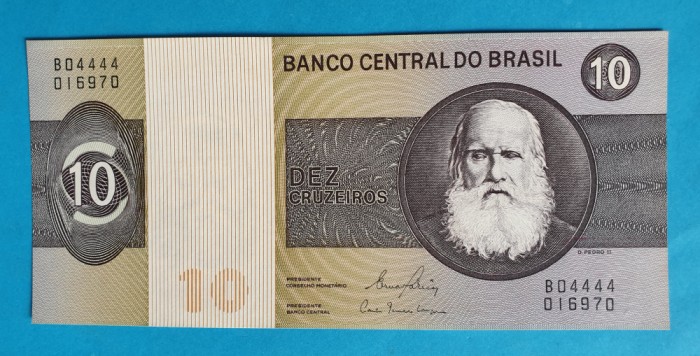 B04444
016970
BANCO CENTRAL DO BRASIL
10
10
DEZ
CRUZEIROS
D. PEDRO II
PRESIDENTE
CONSELHO MONETÁRIO
PRESIDENTE
BANCO CENTRAL
10
B04444
016970